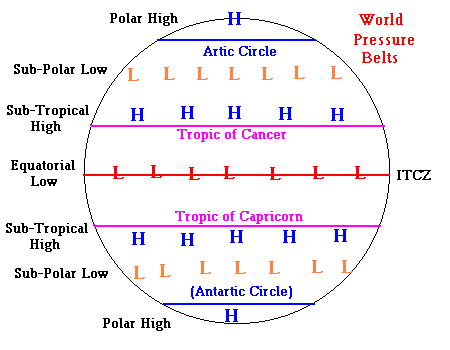 Polar High
H
World
Pressure
Belts
Artic Circle
Sub-Polar Low
L L L L L L L
Sub-Tropical
High
H H H H H
Tropic of Cancer
Equatorial
Low
L L L L L L L
ITCZ
Tropic of Capricorn
Sub-Tropical
High
H H H H H
Sub-Polar Low
L L L L L L L
(Antartic Circle)
Polar High
H